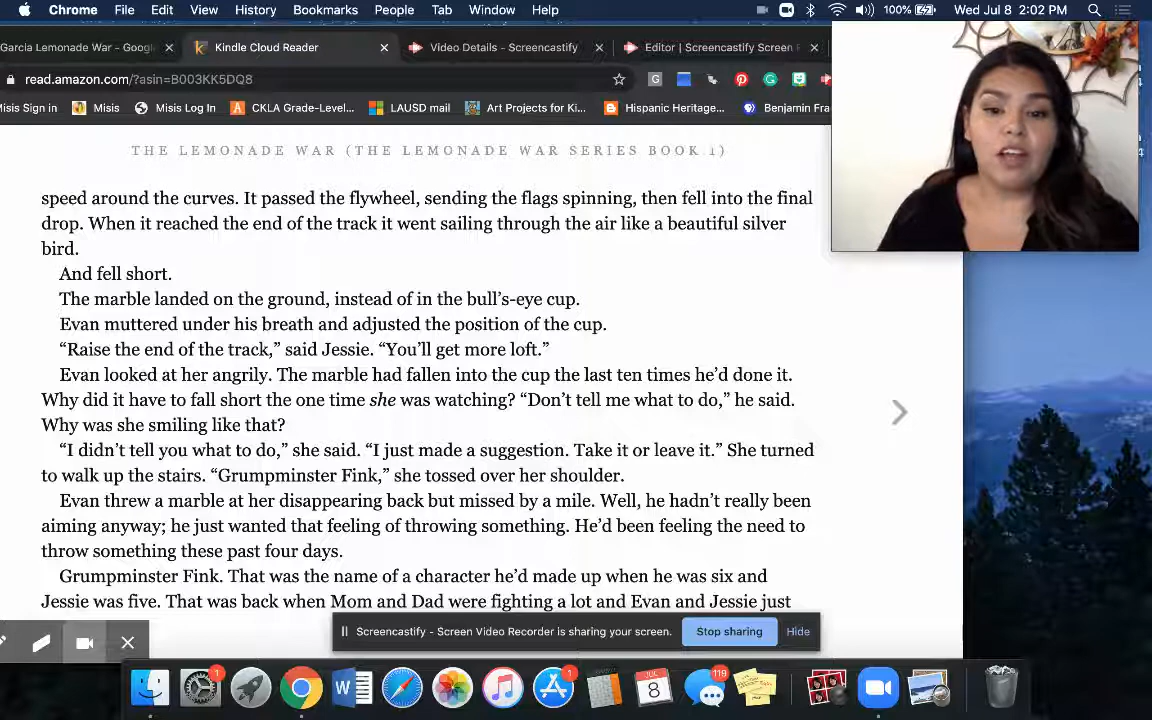 Chrome File Edit View History Bookmarks People Tab Window Help 100% Wed Jul 8 2:02 PM
Garcia Lemonade War - Googl Kindle Cloud Reader Video Details - Screencastify Editor | Screencastify Screen
read.amazon.com/?asin=B003KK5DQ8
isis Sign in Misis Misis Log In CKLA Grade-Level... LAUSD mail Art Projects for Ki... Hispanic Heritage... Benjamin Fra
THE LEMONADE WAR (THE LEMONADE WAR SERIES BOOK 1)
speed around the curves. It passed the flywheel, sending the flags spinning, then fell into the final
drop. When it reached the end of the track it went sailing through the air like a beautiful silver
bird.
And fell short.
The marble landed on the ground, instead of in the bull's-eye cup.
Evan muttered under his breath and adjusted the position of the cup.
“Raise the end of the track,” said Jessie. “You'll get more loft.”
Evan looked at her angrily. The marble had fallen into the cup the last ten times he'd done it.
Why did it have to fall short the one time she was watching? “Don't tell me what to do,” he said.
Why was she smiling like that?
“I didn't tell you what to do,” she said. “I just made a suggestion. Take it or leave it.” She turned
to walk up the stairs. “Grumpminster Fink,” she tossed over her shoulder.
Evan threw a marble at her disappearing back but missed by a mile. Well, he hadn't really been
aiming anyway; he just wanted that feeling of throwing something. He'd been feeling the need to
throw something these past four days.
Grumpminster Fink. That was the name of a character he'd made up when he was six and
Jessie was five. That was back when Mom and Dad were fighting a lot and Evan and Jessie just
Screencastify - Screen Video Recorder is sharing your screen. Stop sharing Hide
1 W 1 JUL 8 119